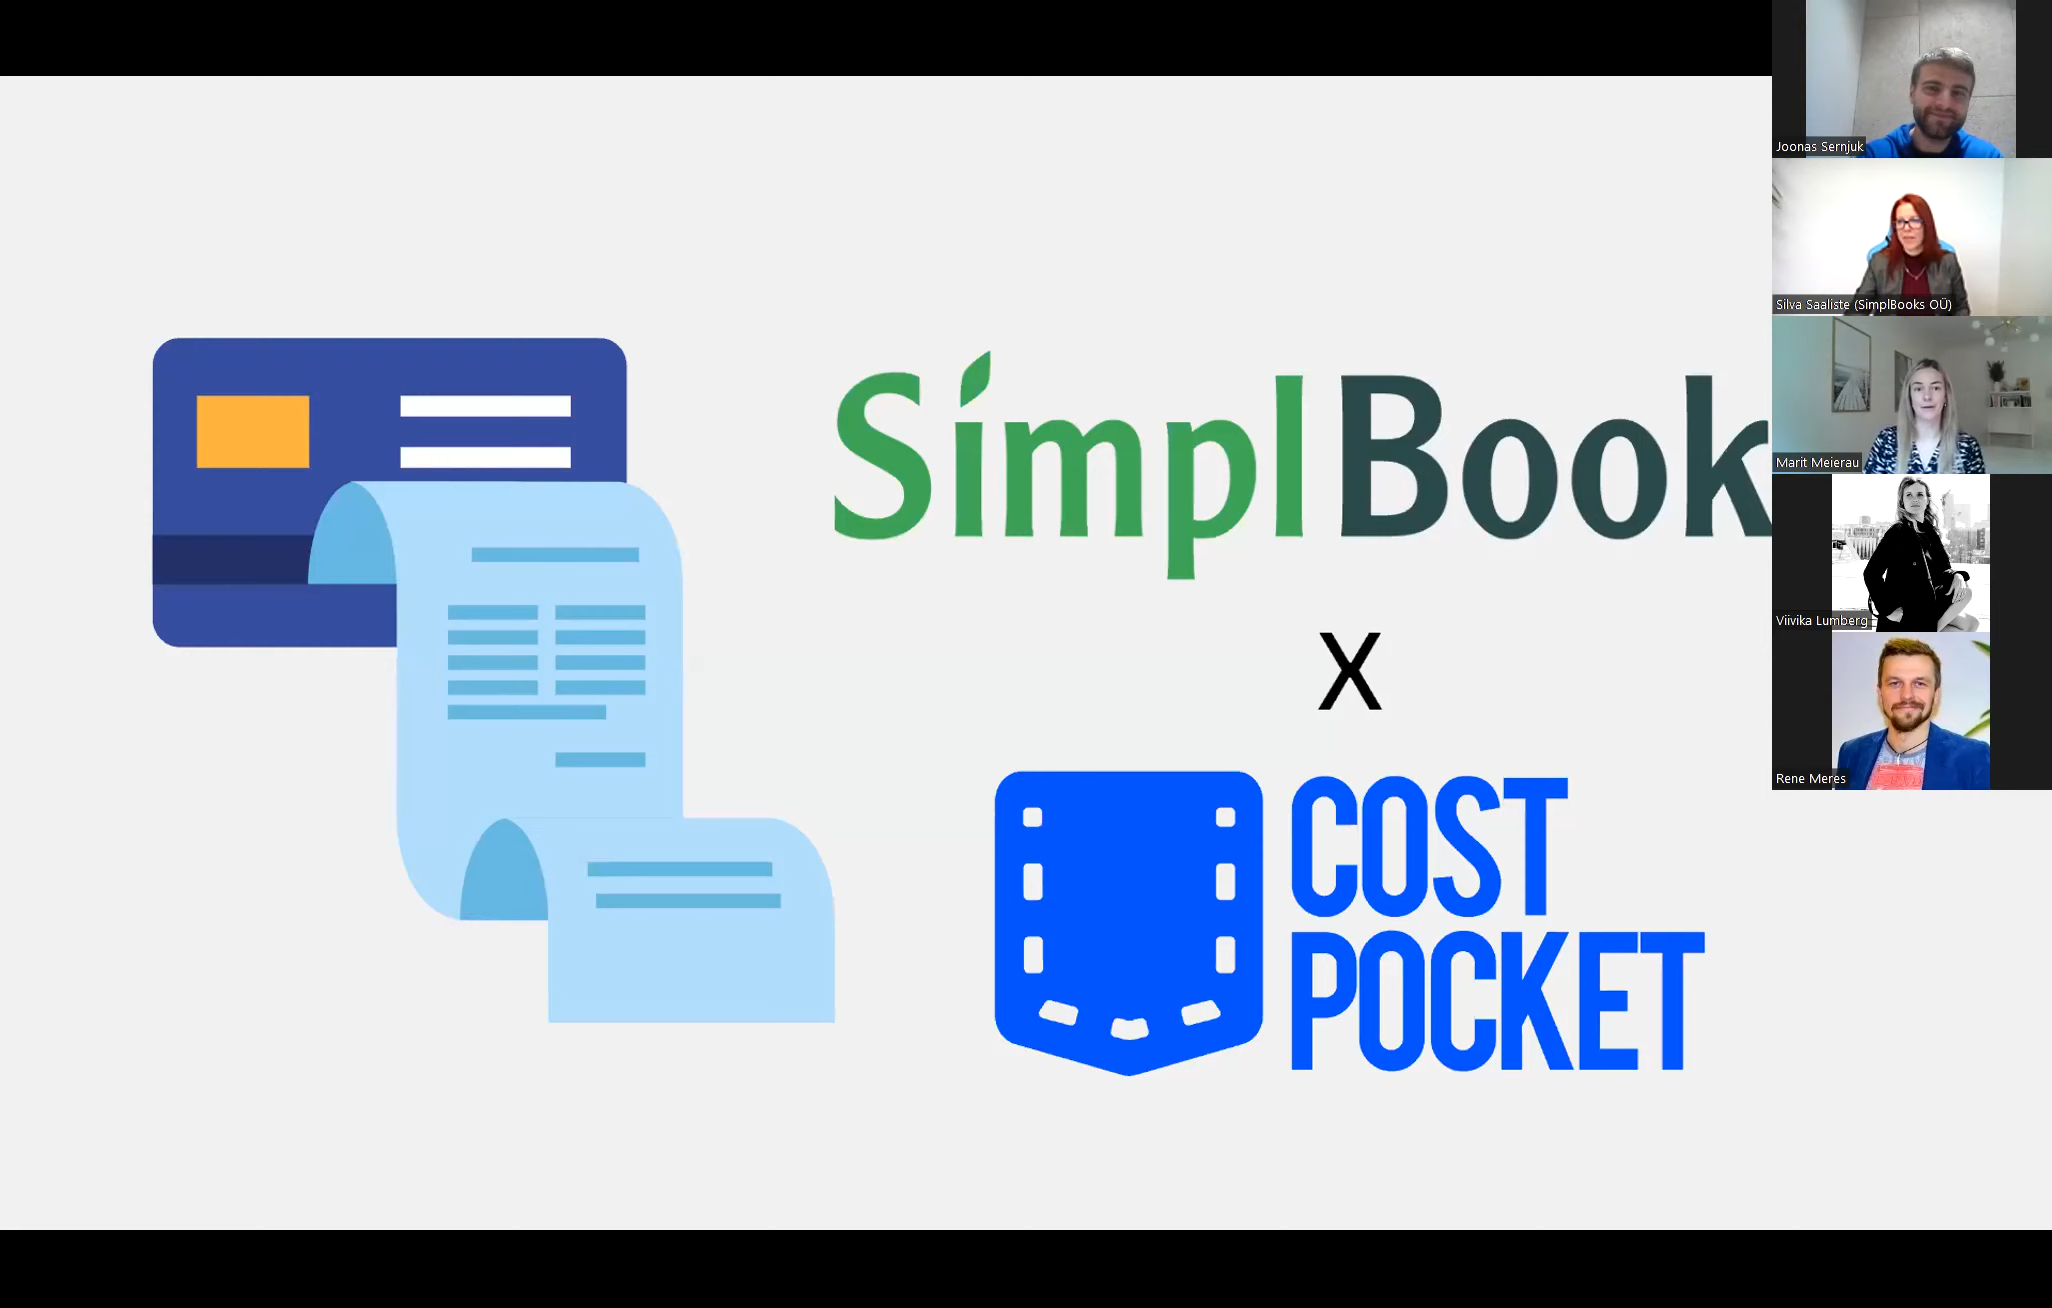 SimplBook
X
COST
POCKET
Joonas Sernjuk
Silva Saaliste (SimplBooks OÜ)
Marit Meierau
Viivika Lumberg
Rene Meres